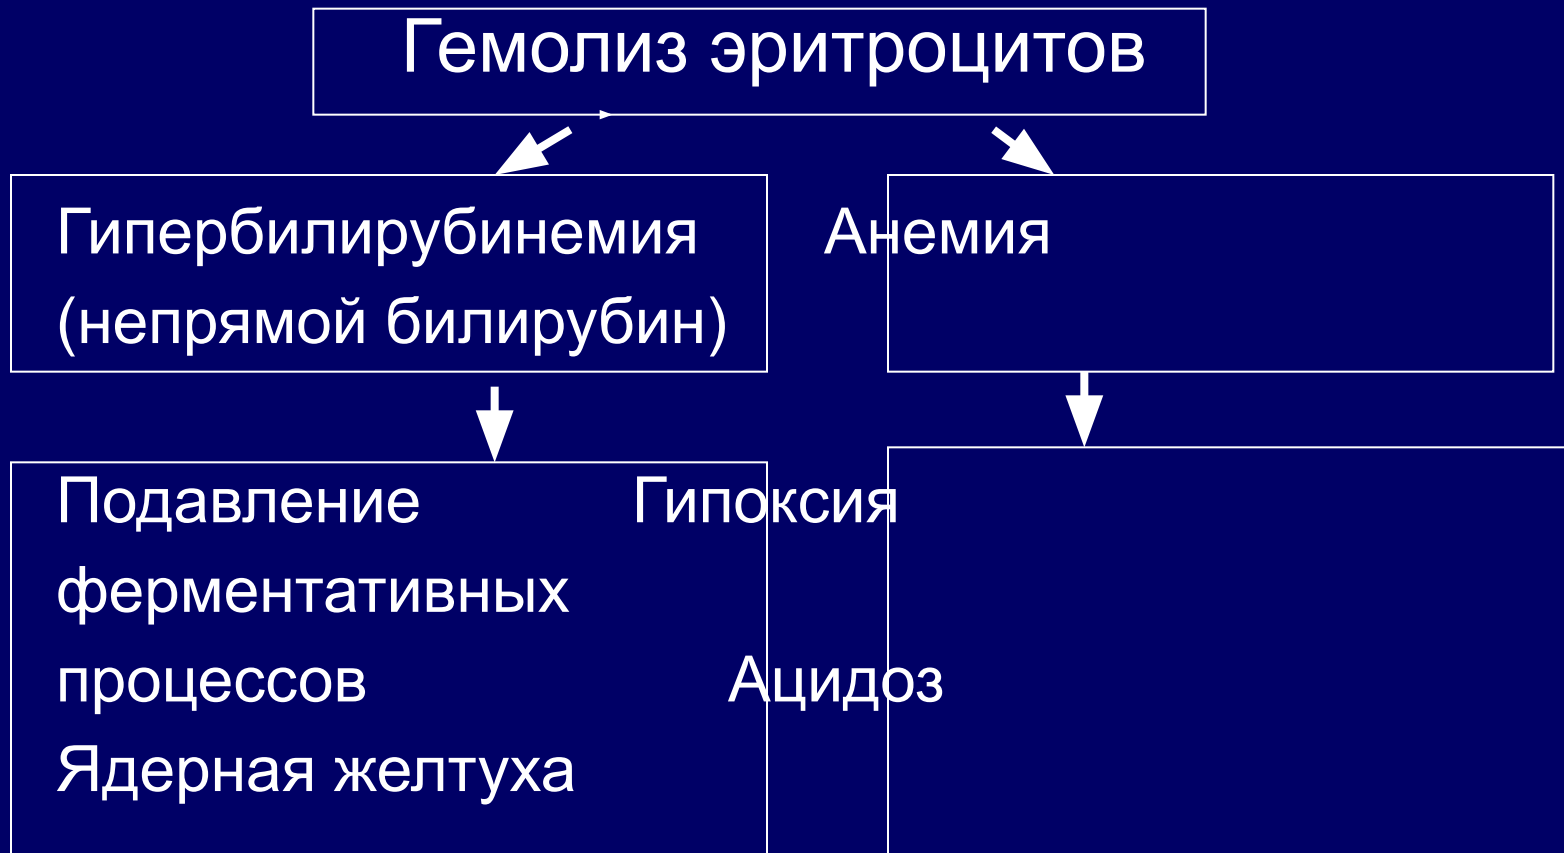 Гемолиз эритроцитов
Гипербилирубинемия Анемия
(непрямой билирубин)
Подавление Гипоксия
ферментативных
процессов Ацидоз
Ядерная желтуха